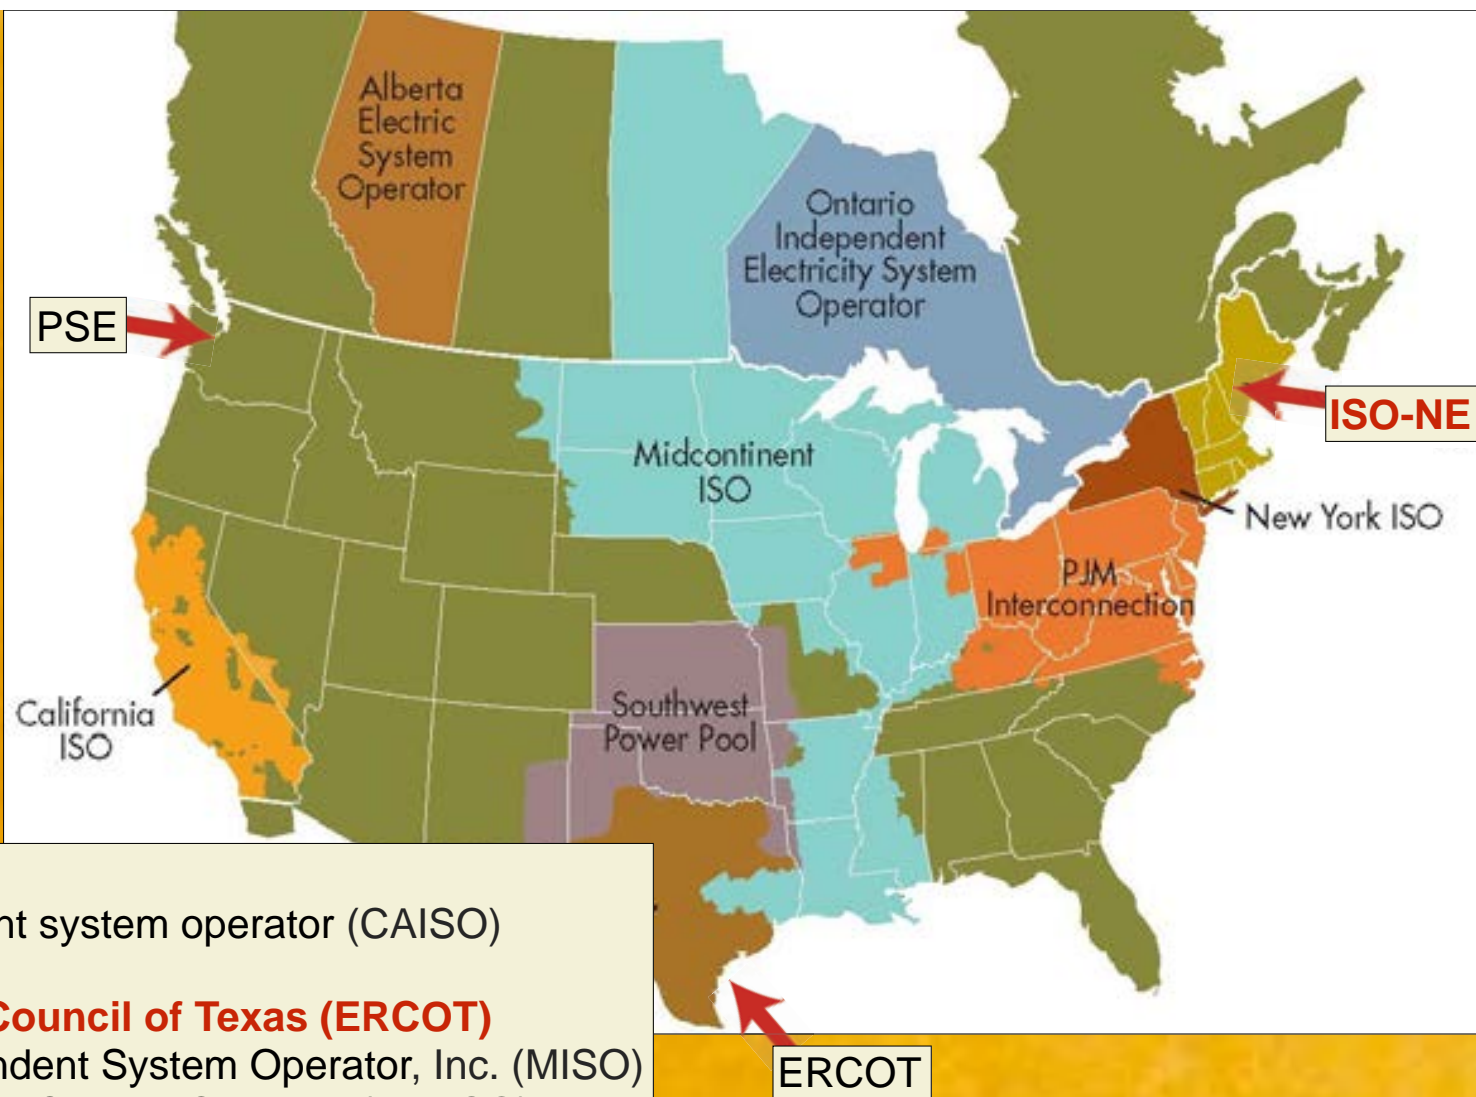 Alberta
Electric
System
Operator
Ontario
Independent
Electricity System
Operator
PSE
ISO-NE
Midcontinent
ISO
New York ISO
PJM
Interconnection
California
ISO
Southwest
Power Pool
nt system operator (CAISO)
Council of Texas (ERCOT)
ndent System Operator, Inc. (MISO)
ERCOT